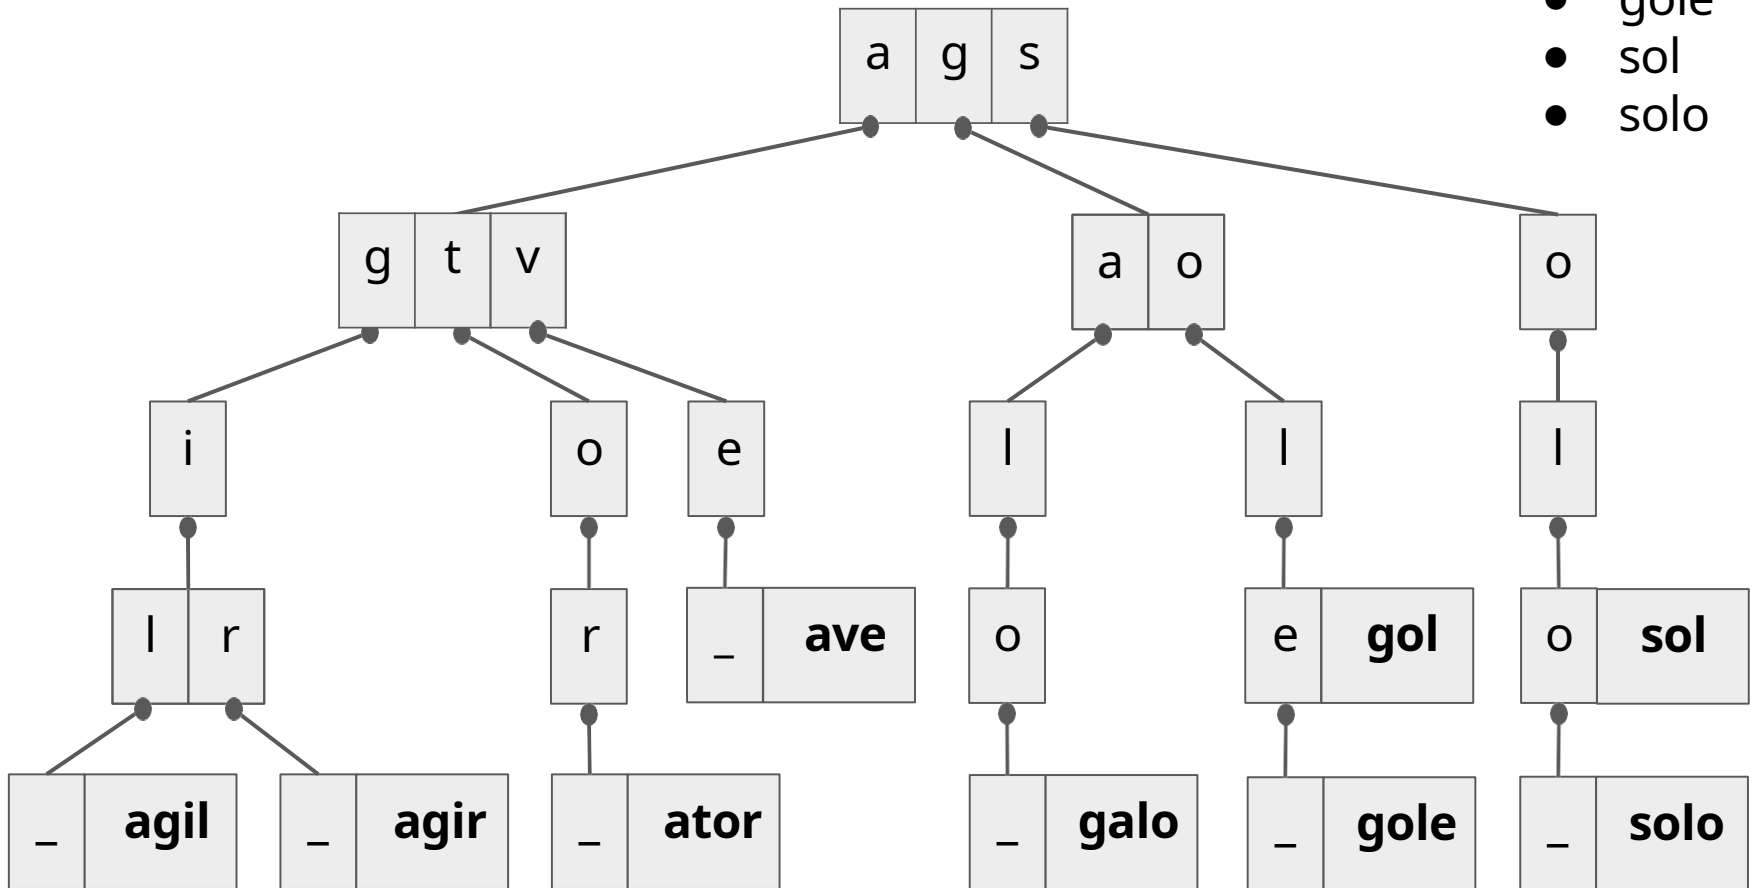 ● gole
a g s
● sol
● solo
g t v
a o
o
i
o
e
l
l
l
l r
r
_ ave
o
e gol
o sol
_ agil
_ agir
_ ator
_ galo
_ gole
_ solo